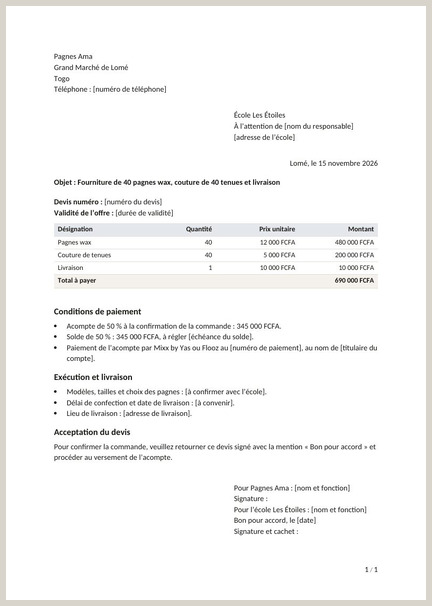 Pagnes Ama
Grand Marché de Lomé
Togo
Téléphone : [numéro de téléphone]
École Les Étoiles
À l'attention de [nom du responsable]
[adresse de l'école]
Lomé, le 15 novembre 2026
Objet : Fourniture de 40 pagnes wax, couture de 40 tenues et livraison
Devis numéro : [numéro du devis]
Validité de l'offre : [durée de validité]
Désignation Quantité Prix unitaire Montant
Pagnes wax 40 12 000 FCFA 480 000 FCFA
Couture de tenues 40 5 000 FCFA 200 000 FCFA
Livraison 1 10 000 FCFA 10 000 FCFA
Total à payer 690 000 FCFA
Conditions de paiement
• Acompte de 50 % à la confirmation de la commande : 345 000 FCFA.
• Solde de 50 % : 345 000 FCFA, à régler [échéance du solde].
• Paiement de l'acompte par Mixx by Yas ou Flooz au [numéro de paiement], au nom de [titulaire du
compte].
Exécution et livraison
• Modèles, tailles et choix des pagnes : [à confirmer avec l'école].
• Délai de confection et date de livraison : [à convenir].
• Lieu de livraison : [adresse de livraison].
Acceptation du devis
Pour confirmer la commande, veuillez retourner ce devis signé avec la mention « Bon pour accord » et
procéder au versement de l'acompte.
Pour Pagnes Ama : [nom et fonction]
Signature :
Pour l'école Les Étoiles : [nom et fonction]
Bon pour accord, le [date]
Signature et cachet :
1 / 1